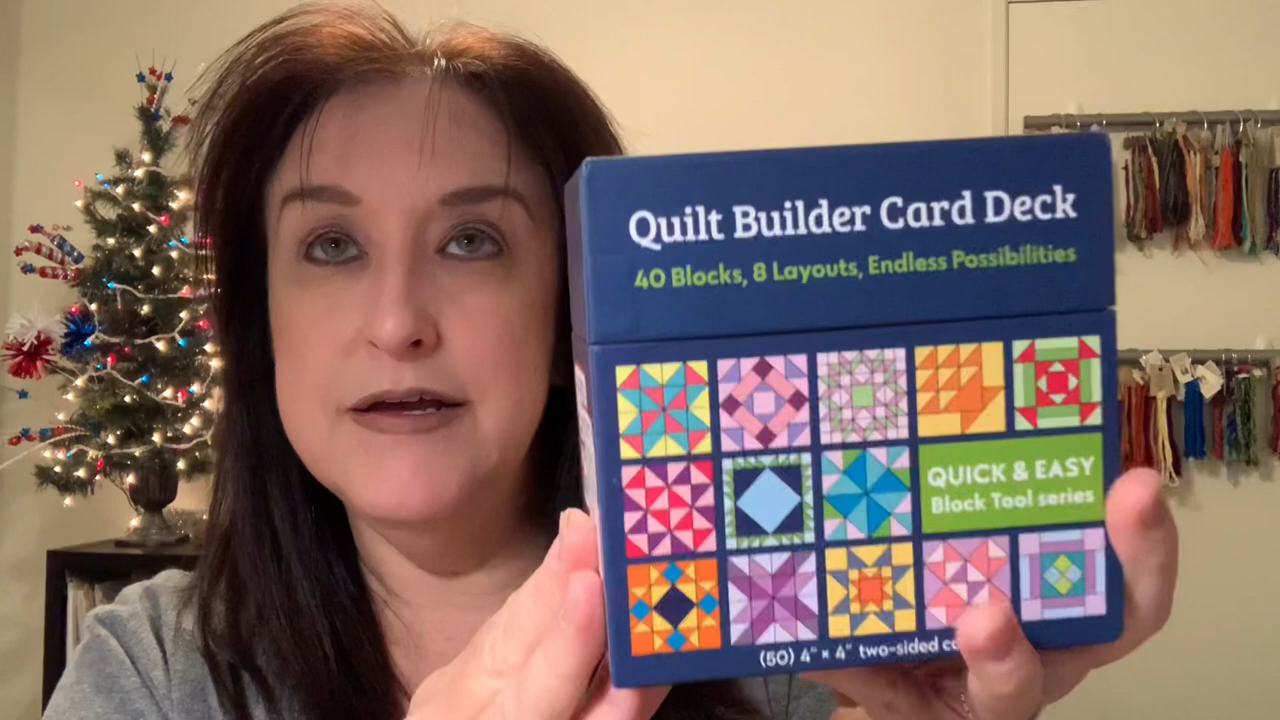 Quilt Builder Card Deck
40 Blocks, 8 Layouts, Endless Possibilities
QUICK & EASY
Block Tool series
(50) 4" × 4" two-sided